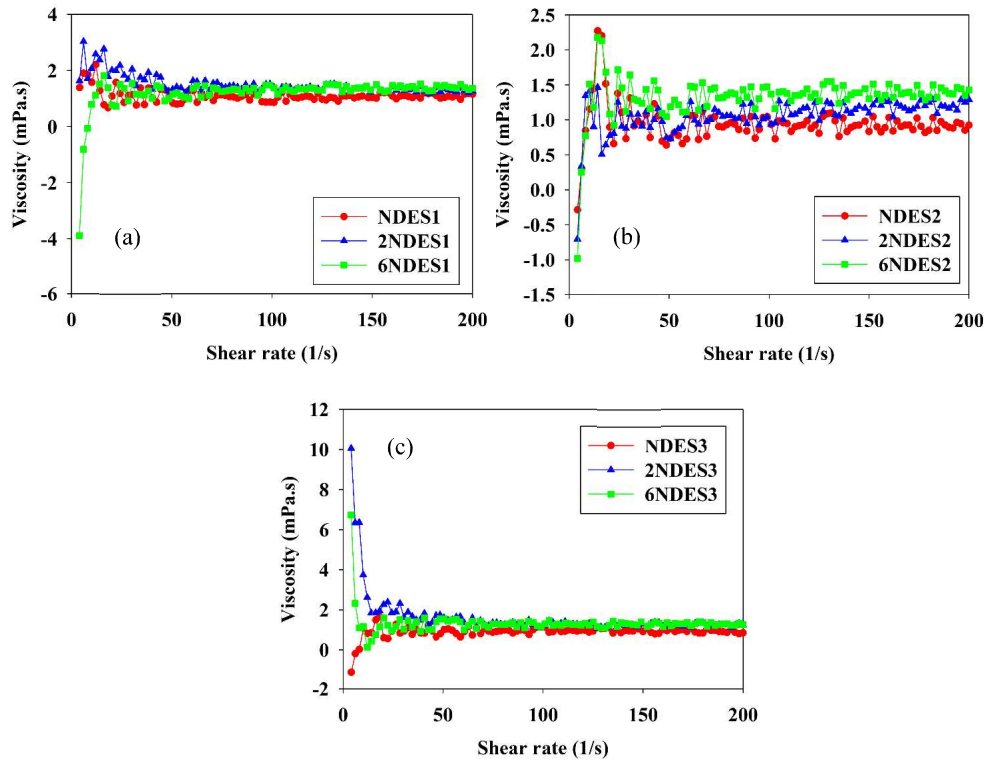 4
2
0
-2
-4
-6
Viscosity (mPa.s)
(a)
NDES1
2NDES1
6NDES1
0 50 100 150 200
Shear rate (1/s)
2.5
2.0
1.5
1.0
0.5
0.0
-0.5
-1.0
-1.5
Viscosity (mPa.s)
(b)
NDES2
2NDES2
6NDES2
0 50 100 150 200
Shear rate (1/s)
12
10
8
6
4
2
0
-2
Viscosity (mPa.s)
(c)
NDES3
2NDES3
6NDES3
0 50 100 150 200
Shear rate (1/s)